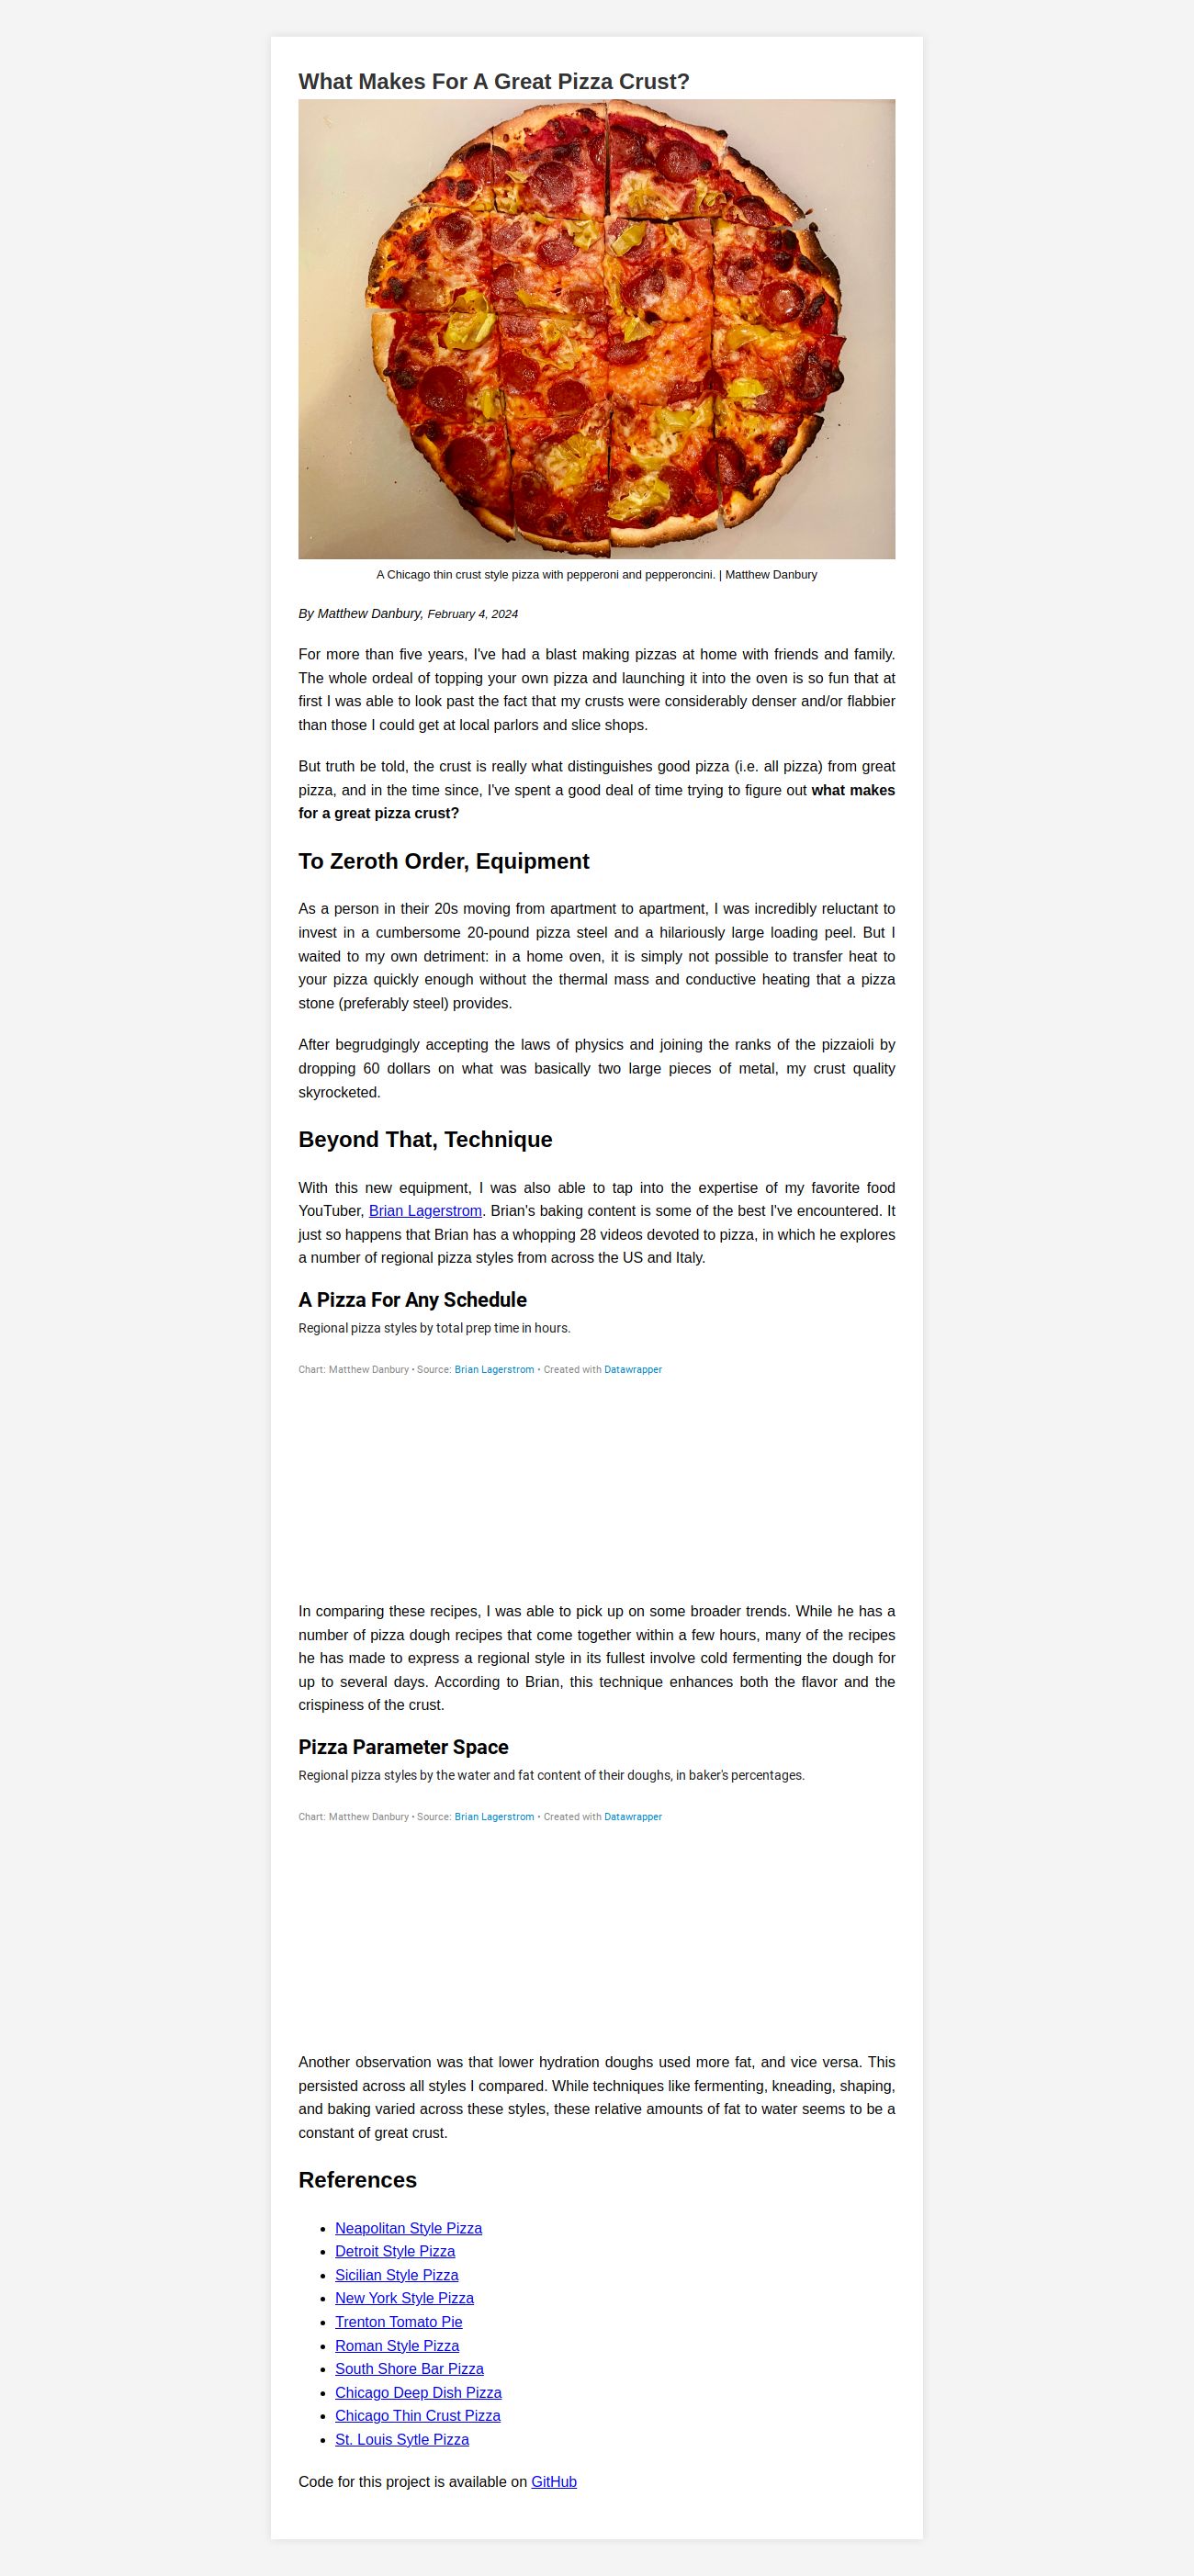 What Makes For A Great Pizza Crust?
A Chicago thin crust style pizza with pepperoni and pepperoncini. | Matthew Danbury
By Matthew Danbury, February 4, 2024
For more than five years, I've had a blast making pizzas at home with friends and family.
The whole ordeal of topping your own pizza and launching it into the oven is so fun that at
first I was able to look past the fact that my crusts were considerably denser and/or flabbier
than those I could get at local parlors and slice shops.
But truth be told, the crust is really what distinguishes good pizza (i.e. all pizza) from great
pizza, and in the time since, I've spent a good deal of time trying to figure out what makes
for a great pizza crust?
To Zeroth Order, Equipment
As a person in their 20s moving from apartment to apartment, I was incredibly reluctant to
invest in a cumbersome 20-pound pizza steel and a hilariously large loading peel. But I
waited to my own detriment: in a home oven, it is simply not possible to transfer heat to
your pizza quickly enough without the thermal mass and conductive heating that a pizza
stone (preferably steel) provides.
After begrudgingly accepting the laws of physics and joining the ranks of the pizzaioli by
dropping 60 dollars on what was basically two large pieces of metal, my crust quality
skyrocketed.
Beyond That, Technique
With this new equipment, I was also able to tap into the expertise of my favorite food
YouTuber, Brian Lagerstrom. Brian's baking content is some of the best I've encountered. It
just so happens that Brian has a whopping 28 videos devoted to pizza, in which he explores
a number of regional pizza styles from across the US and Italy.
A Pizza For Any Schedule
Regional pizza styles by total prep time in hours.
Chart: Matthew Danbury • Source: Brian Lagerstrom • Created with Datawrapper
In comparing these recipes, I was able to pick up on some broader trends. While he has a
number of pizza dough recipes that come together within a few hours, many of the recipes
he has made to express a regional style in its fullest involve cold fermenting the dough for
up to several days. According to Brian, this technique enhances both the flavor and the
crispiness of the crust.
Pizza Parameter Space
Regional pizza styles by the water and fat content of their doughs, in baker's percentages.
Chart: Matthew Danbury • Source: Brian Lagerstrom • Created with Datawrapper
Another observation was that lower hydration doughs used more fat, and vice versa. This
persisted across all styles I compared. While techniques like fermenting, kneading, shaping,
and baking varied across these styles, these relative amounts of fat to water seems to be a
constant of great crust.
References
• Neapolitan Style Pizza
• Detroit Style Pizza
• Sicilian Style Pizza
• New York Style Pizza
• Trenton Tomato Pie
• Roman Style Pizza
• South Shore Bar Pizza
• Chicago Deep Dish Pizza
• Chicago Thin Crust Pizza
• St. Louis Sytle Pizza
Code for this project is available on GitHub